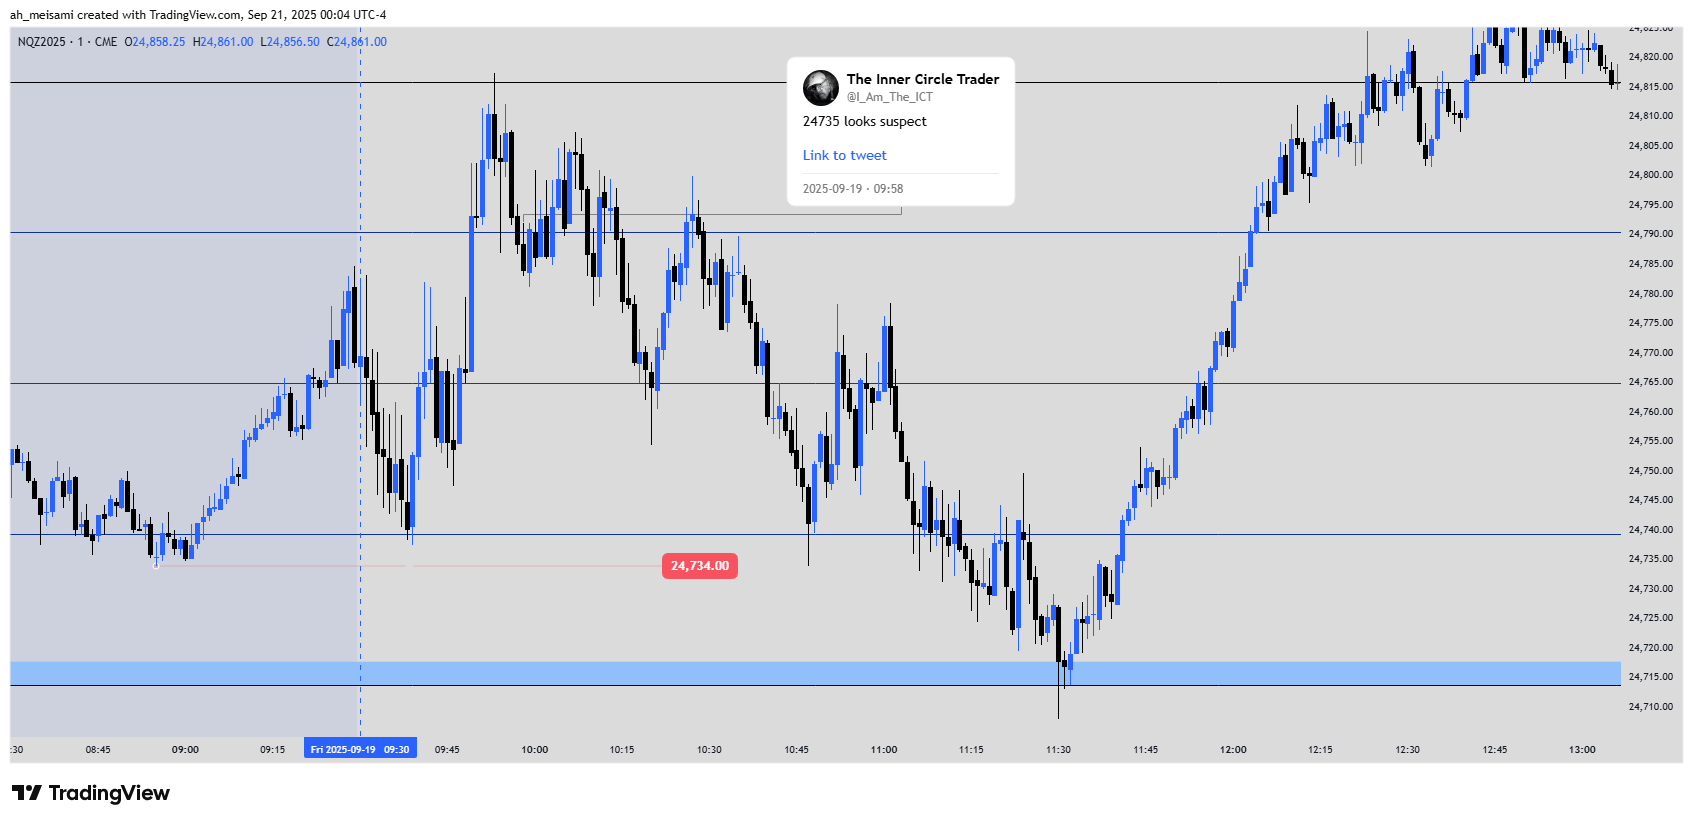 ah_meisami created with TradingView.com, Sep 21, 2025 00:04 UTC-4
NQZ2025 · 1 · CME O24,858.25 H24,861.00 L24,856.50 C24,861.00
The Inner Circle Trader
@I_Am_The_ICT
24735 looks suspect
Link to tweet
2025-09-19 · 09:58
24,734.00
24,825.00
24,820.00
24,815.00
24,810.00
24,805.00
24,800.00
24,795.00
24,790.00
24,785.00
24,780.00
24,775.00
24,770.00
24,765.00
24,760.00
24,755.00
24,750.00
24,745.00
24,740.00
24,735.00
24,730.00
24,725.00
24,720.00
24,715.00
24,710.00
:30 08:45 09:00 09:15 Fri 2025-09-19 09:30 09:45 10:00 10:15 10:30 10:45 11:00 11:15 11:30 11:45 12:00 12:15 12:30 12:45 13:00
TradingView